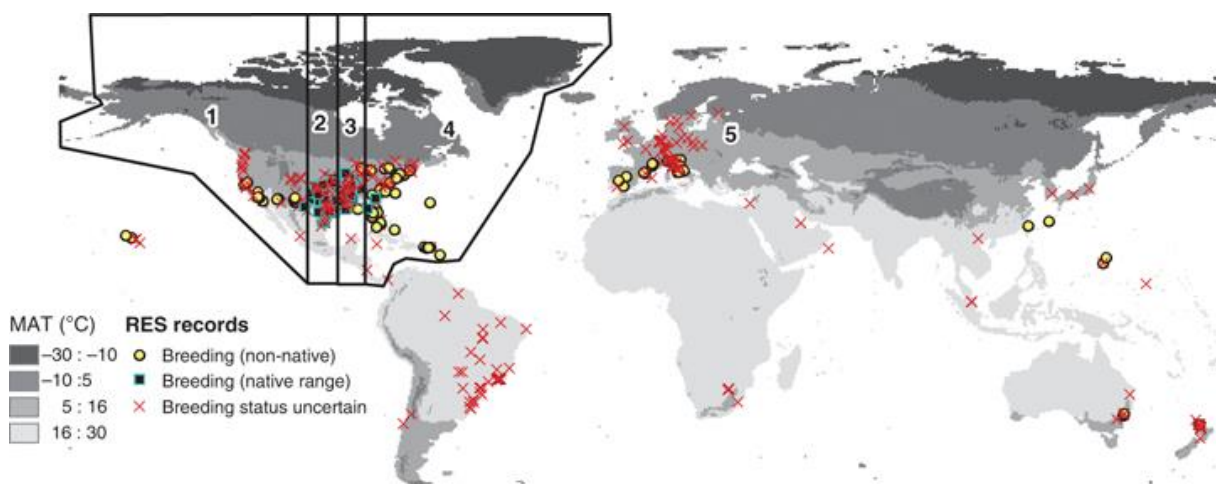 1
2
3
4
5
MAT (°C)
–30 : –10
–10 :5
5 : 16
16 : 30
RES records
Breeding (non-native)
Breeding (native range)
Breeding status uncertain